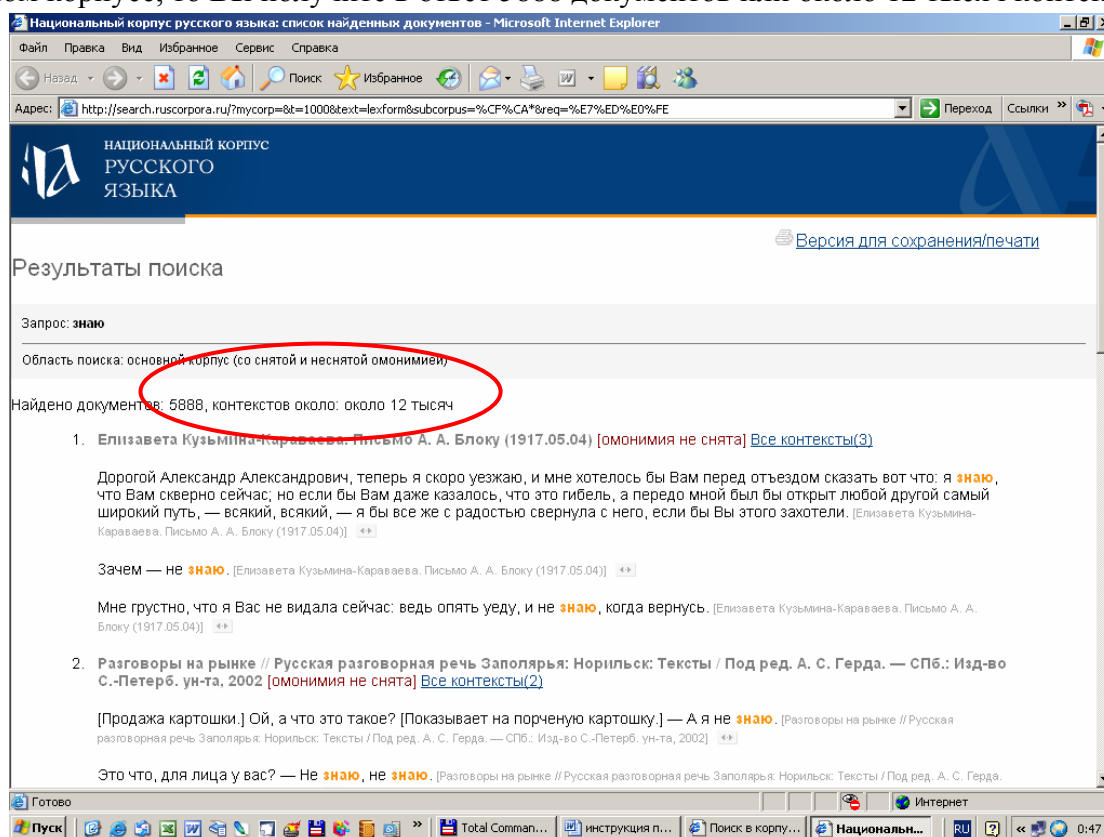 Национальный корпус русского языка: список найденных документов - Microsoft Internet Explorer
Файл Правка Вид Избранное Сервис Справка
Назад Поиск Избранное
Адрес: http://search.ruscorpora.ru/?mycorp=&t=1000&text=lexform&subcorpus=%CF%CA*&req=%E7%ED%E0%FE Переход Ссылки »
НАЦИОНАЛЬНЫЙ КОРПУС
РУССКОГО
ЯЗЫКА
Версия для сохранения/печати
Результаты поиска
Запрос: знаю
Область поиска: основной корпус (со снятой и неснятой омонимией)
Найдено документов: 5888, контекстов около: около 12 тысяч
1. Елизавета Кузьмина-Караваева. Письмо А. А. Блоку (1917.05.04) [омонимия не снята] Все контексты(3)
Дорогой Александр Александрович, теперь я скоро уезжаю, и мне хотелось бы Вам перед отъездом сказать вот что: я знаю,
что Вам скверно сейчас; но если бы Вам даже казалось, что это гибель, а передо мной был бы открыт любой другой самый
широкий путь, — всякий, всякий, — я бы все же с радостью свернула с него, если бы Вы этого захотели. [Елизавета Кузьмина-
Караваева. Письмо А. А. Блоку (1917.05.04)]
Зачем — не знаю. [Елизавета Кузьмина-Караваева. Письмо А. А. Блоку (1917.05.04)]
Мне грустно, что я Вас не видала сейчас: ведь опять уеду, и не знаю, когда вернусь. [Елизавета Кузьмина-Караваева. Письмо А. А.
Блоку (1917.05.04)]
2. Разговоры на рынке // Русская разговорная речь Заполярья: Норильск: Тексты / Под ред. А. С. Герда. — СПб.: Изд-во
С.-Петерб. ун-та, 2002 [омонимия не снята] Все контексты(2)
[Продажа картошки.] Ой, а что это такое? [Показывает на порченую картошку.] — А я не знаю. [Разговоры на рынке // Русская
разговорная речь Заполярья: Норильск: Тексты / Под ред. А. С. Герда. — СПб.: Изд-во С.-Петерб. ун-та, 2002]
Это что, для лица у вас? — Не знаю, не знаю. [Разговоры на рынке // Русская разговорная речь Заполярья: Норильск: Тексты / Под ред. А. С. Герда.
Готово Интернет
Пуск » Total Comman... инструкция п... Поиск в корпу... Национальн... RU « 0:47